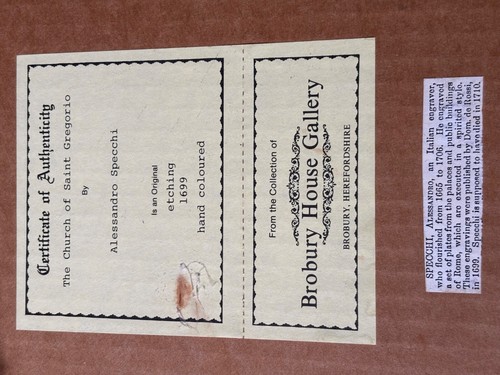 Certificate of Authenticity
The Church of Saint Gregorio
By
Alessandro Specchi
Is an Original
etching
1699
hand coloured
From the Collection of
Brobury House Gallery
BROBURY, HEREFORDSHIRE
SPECCHI, ALESANDRO, an Italian engraver,
who flourished from 1665 to 1706. He engraved
a set of plates from the palaces and public buildings
of Rome, which are executed in a spirited style.
These engravings were published by Dom. de Rossi,
in 1699. Specchi is supposed to have died in 1710.